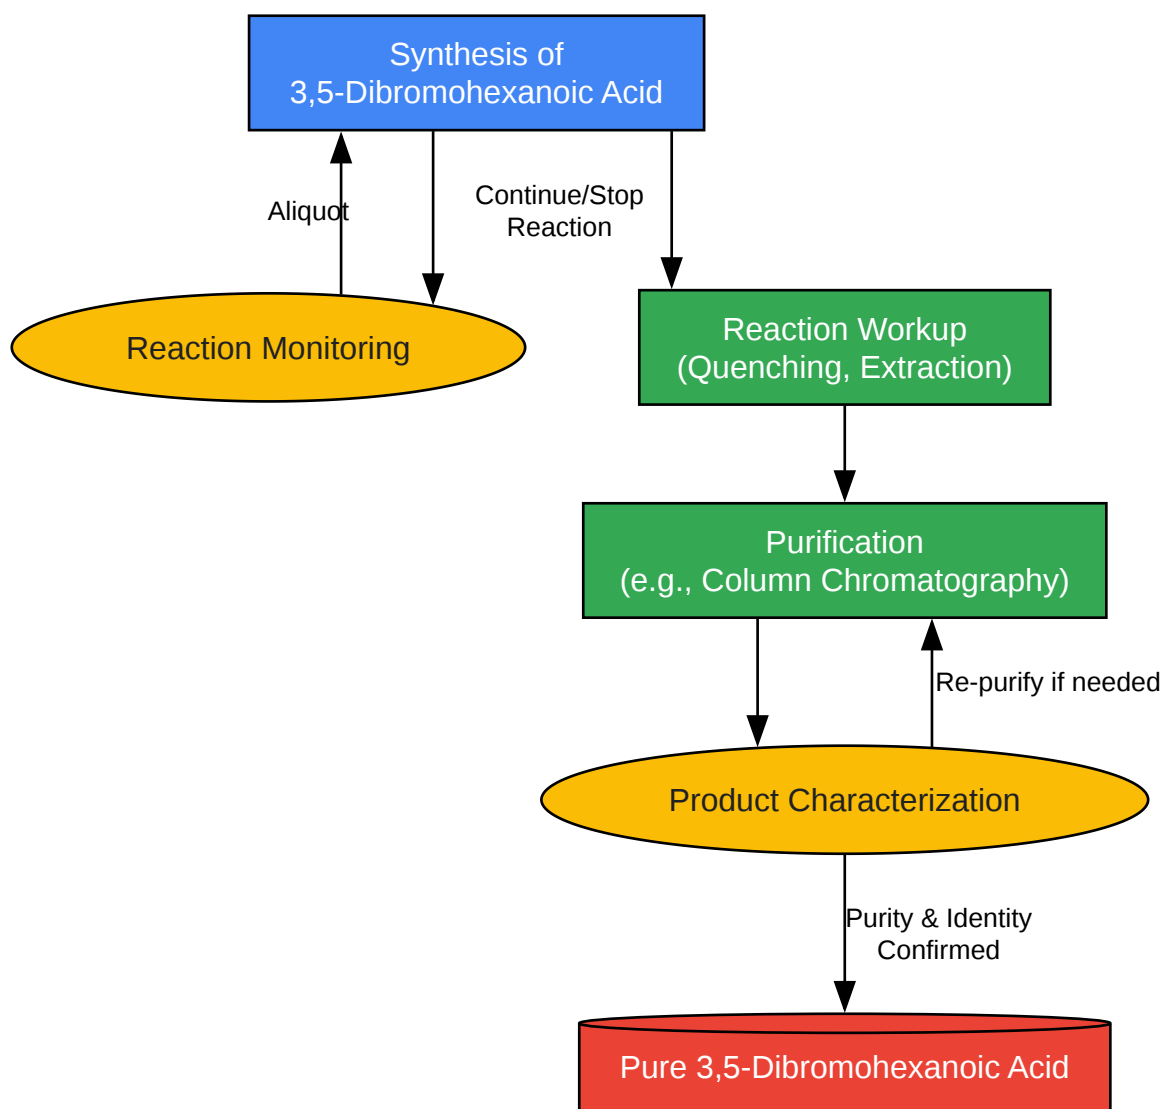 Synthesis of
3,5-Dibromohexanoic Acid
Aliquot
Continue/Stop
Reaction
Reaction Monitoring
Reaction Workup
(Quenching, Extraction)
Purification
(e.g., Column Chromatography)
Re-purify if needed
Product Characterization
Purity & Identity
Confirmed
Pure 3,5-Dibromohexanoic Acid